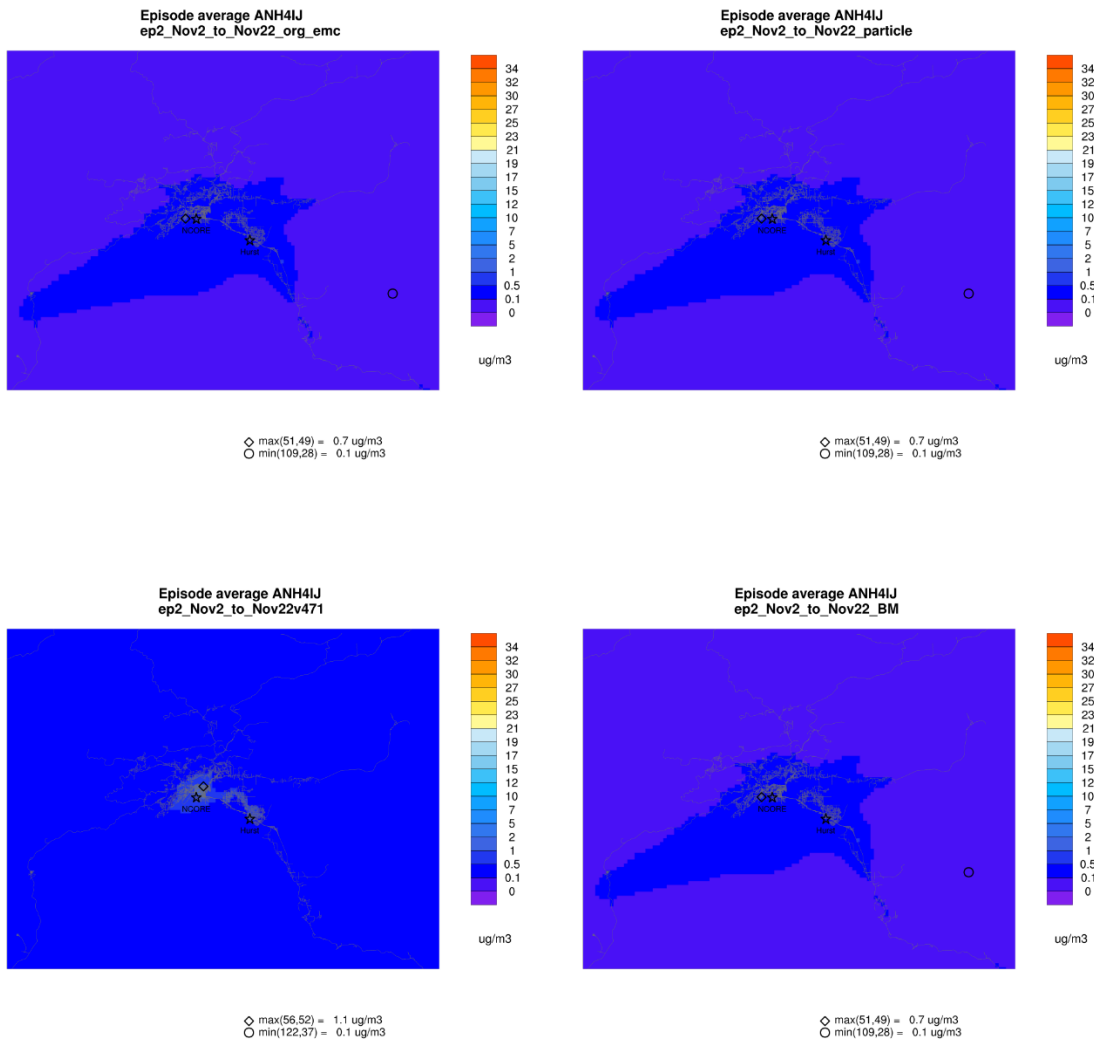 Episode average ANH4IJ
ep2_Nov2_to_Nov22_org_emc
34
32
30
27
25
23
21
19
17
15
12
10
7
5
2
1
0.5
0.1
0
ug/m3
NCORE
Hurst
max(51,49) = 0.7 ug/m3
min(109,28) = 0.1 ug/m3
Episode average ANH4IJ
ep2_Nov2_to_Nov22_particle
34
32
30
27
25
23
21
19
17
15
12
10
7
5
2
1
0.5
0.1
0
ug/m3
NCORE
Hurst
max(51,49) = 0.7 ug/m3
min(109,28) = 0.1 ug/m3
Episode average ANH4IJ
ep2_Nov2_to_Nov22v471
34
32
30
27
25
23
21
19
17
15
12
10
7
5
2
1
0.5
0.1
0
ug/m3
NCORE
Hurst
max(56,52) = 1.1 ug/m3
min(122,37) = 0.1 ug/m3
Episode average ANH4IJ
ep2_Nov2_to_Nov22_BM
34
32
30
27
25
23
21
19
17
15
12
10
7
5
2
1
0.5
0.1
0
ug/m3
NCORE
Hurst
max(51,49) = 0.7 ug/m3
min(109,28) = 0.1 ug/m3